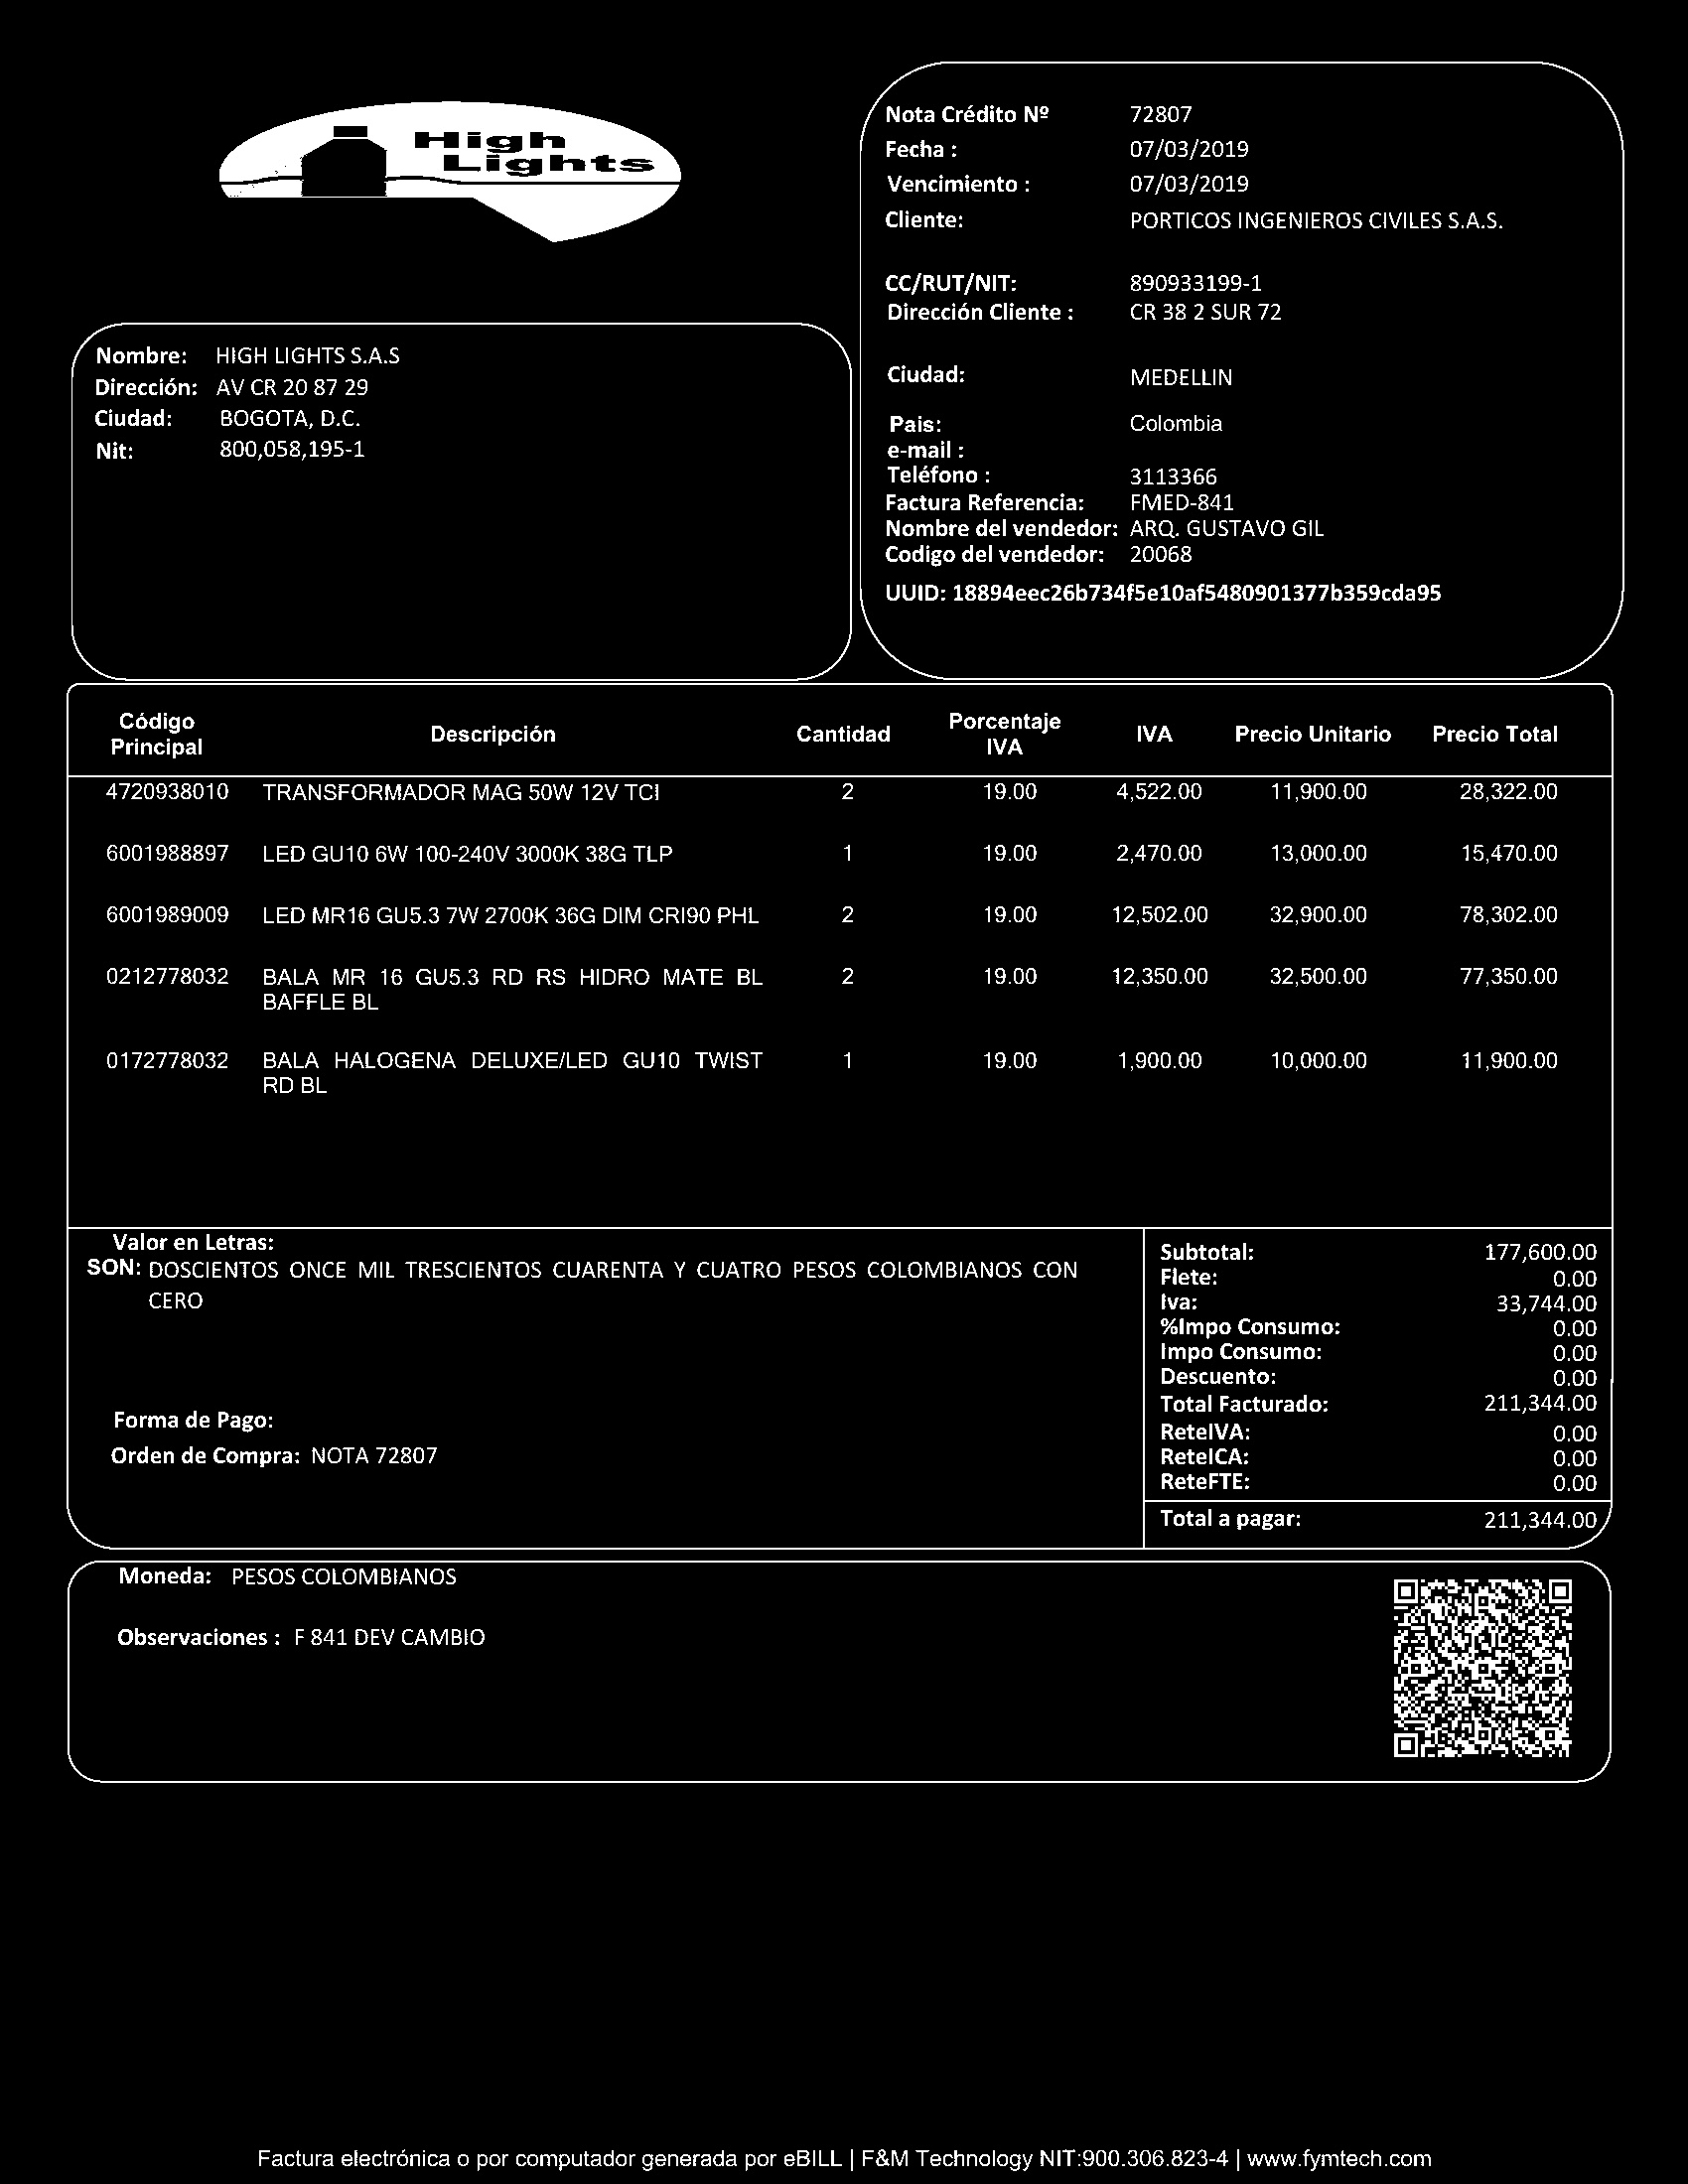 High
Lights
Nota Crédito Nº 72807
Fecha : 07/03/2019
Vencimiento : 07/03/2019
Cliente: PORTICOS INGENIEROS CIVILES S.A.S.
CC/RUT/NIT: 890933199-1
Dirección Cliente : CR 38 2 SUR 72
Ciudad: MEDELLIN
Pais: Colombia
e-mail :
Teléfono : 3113366
Factura Referencia: FMED-841
Nombre del vendedor: ARQ. GUSTAVO GIL
Codigo del vendedor: 20068
UUID: 18894eec26b734f5e10af5480901377b359cda95
Nombre: HIGH LIGHTS S.A.S
Dirección: AV CR 20 87 29
Ciudad: BOGOTA, D.C.
Nit: 800,058,195-1
Código Principal Descripción Cantidad Porcentaje IVA IVA Precio Unitario Precio Total
4720938010 TRANSFORMADOR MAG 50W 12V TCI 2 19.00 4,522.00 11,900.00 28,322.00
6001988897 LED GU10 6W 100-240V 3000K 38G TLP 1 19.00 2,470.00 13,000.00 15,470.00
6001989009 LED MR16 GU5.3 7W 2700K 36G DIM CRI90 PHL 2 19.00 12,502.00 32,900.00 78,302.00
0212778032 BALA MR 16 GU5.3 RD RS HIDRO MATE BL 2 19.00 12,350.00 32,500.00 77,350.00
BAFFLE BL
0172778032 BALA HALOGENA DELUXE/LED GU10 TWIST 1 19.00 1,900.00 10,000.00 11,900.00
RD BL
Valor en Letras:
SON: DOSCIENTOS ONCE MIL TRESCIENTOS CUARENTA Y CUATRO PESOS COLOMBIANOS CON
CERO
Forma de Pago:
Orden de Compra: NOTA 72807
Subtotal: 177,600.00
Flete: 0.00
Iva: 33,744.00
%Impo Consumo: 0.00
Impo Consumo: 0.00
Descuento: 0.00
Total Facturado: 211,344.00
ReteIVA: 0.00
ReteICA: 0.00
ReteFTE: 0.00
Total a pagar: 211,344.00
Moneda: PESOS COLOMBIANOS
Observaciones : F 841 DEV CAMBIO
Factura electrónica o por computador generada por eBILL | F&M Technology NIT:900.306.823-4 | www.fymtech.com